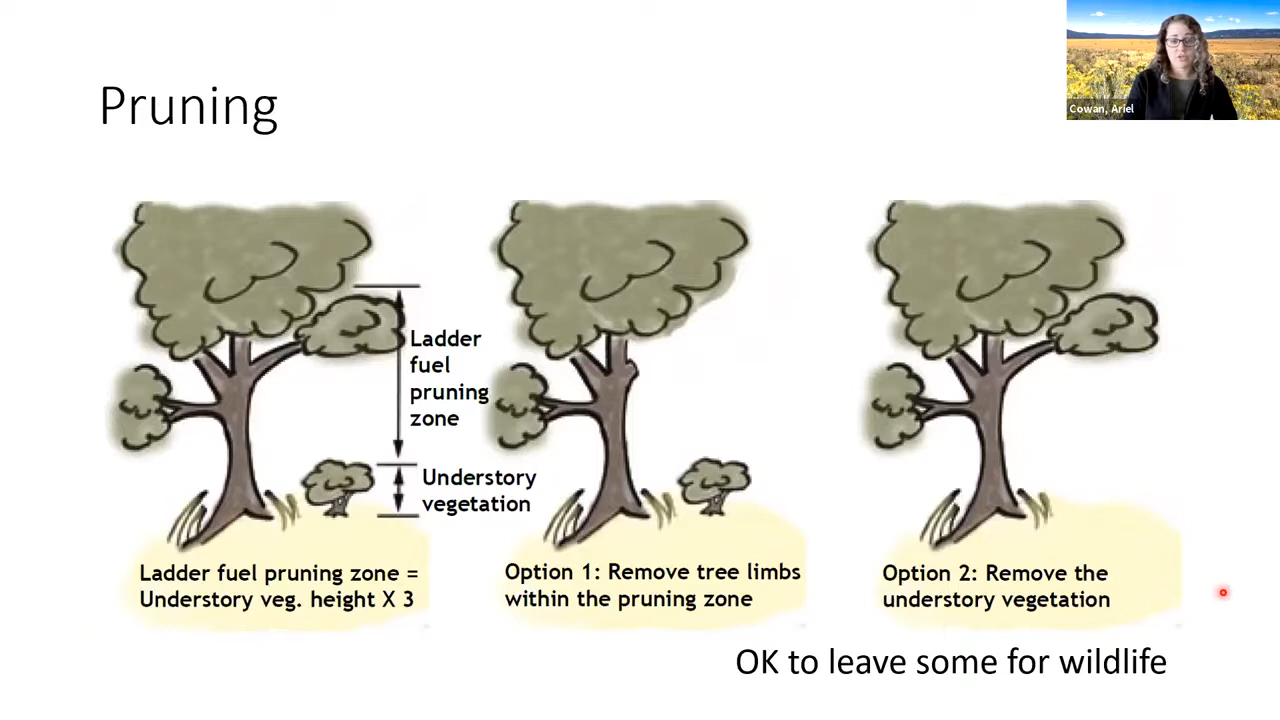 Pruning
Cowan, Ariel
Ladder
fuel
pruning
zone
Understory
vegetation
Ladder fuel pruning zone =
Understory veg. height X 3
Option 1: Remove tree limbs
within the pruning zone
Option 2: Remove the
understory vegetation
OK to leave some for wildlife